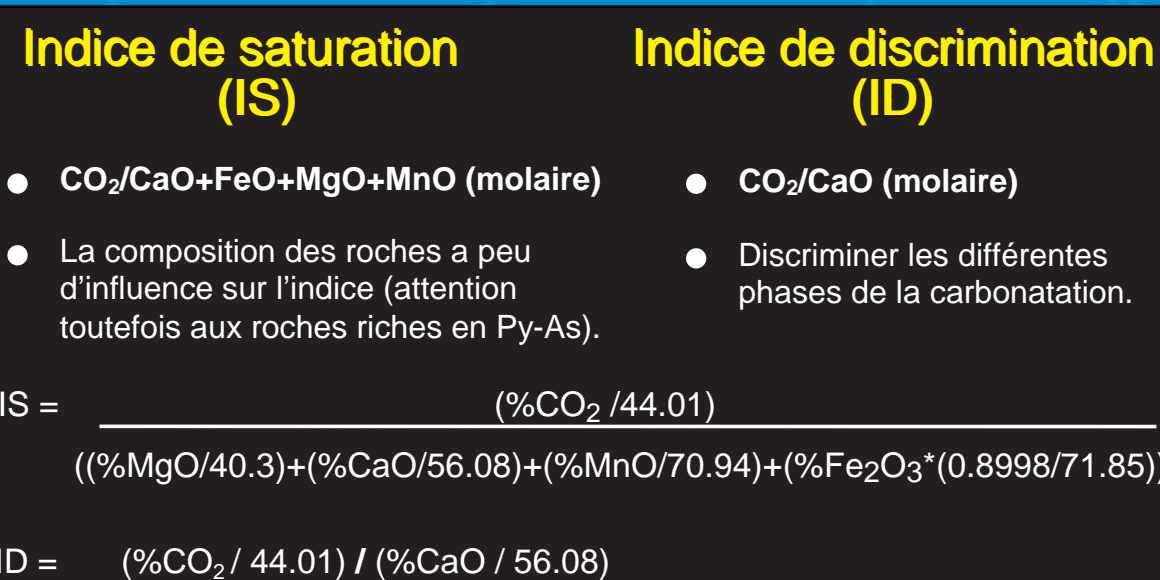 Indice de saturation
(IS)
Indice de discrimination
(ID)
● CO₂/CaO+FeO+MgO+MnO (molaire)
● La composition des roches a peu
d'influence sur l'indice (attention
toutefois aux roches riches en Py-As).
● CO₂/CaO (molaire)
● Discriminer les différentes
phases de la carbonatation.
IS = (%CO₂ /44.01)
((%MgO/40.3)+(%CaO/56.08)+(%MnO/70.94)+(%Fe₂O₃*(0.8998/71.85))
ID = (%CO₂ / 44.01) / (%CaO / 56.08)